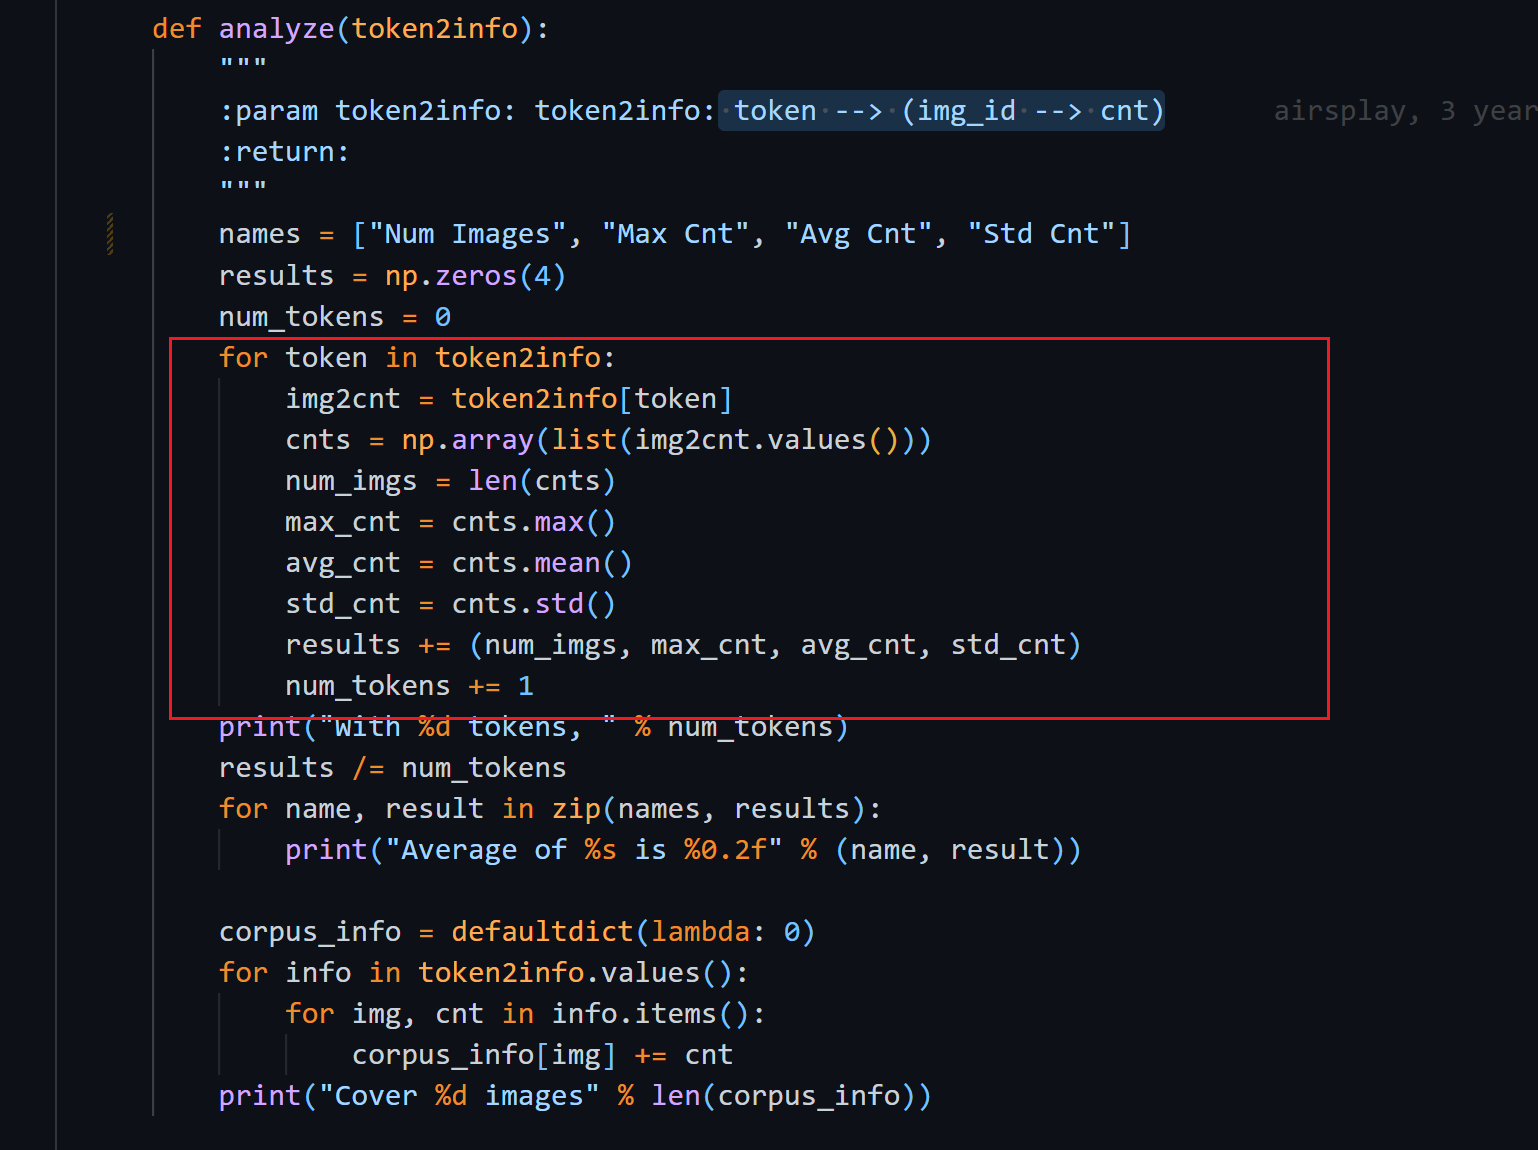 def analyze(token2info):
    """
    :param token2info: token2info: token --> (img_id --> cnt) airsplay, 3 year
    :return:
    """
    names = ["Num Images", "Max Cnt", "Avg Cnt", "Std Cnt"]
    results = np.zeros(4)
    num_tokens = 0
    for token in token2info:
        img2cnt = token2info[token]
        cnts = np.array(list(img2cnt.values()))
        num_imgs = len(cnts)
        max_cnt = cnts.max()
        avg_cnt = cnts.mean()
        std_cnt = cnts.std()
        results += (num_imgs, max_cnt, avg_cnt, std_cnt)
        num_tokens += 1
    print("With %d tokens, " % num_tokens)
    results /= num_tokens
    for name, result in zip(names, results):
        print("Average of %s is %0.2f" % (name, result))
    corpus_info = defaultdict(lambda: 0)
    for info in token2info.values():
        for img, cnt in info.items():
            corpus_info[img] += cnt
    print("Cover %d images" % len(corpus_info))